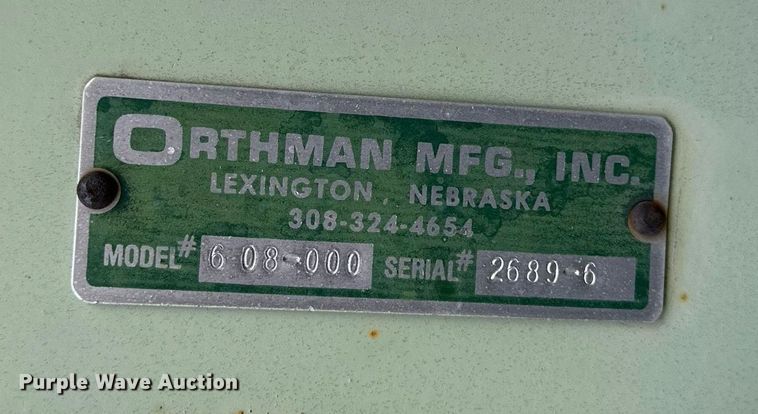 ORTHMAN MFG., INC.
LEXINGTON, NEBRASKA
308-324-4654
MODEL# 6 08-000 SERIAL# 2689-6
Purple Wave Auction